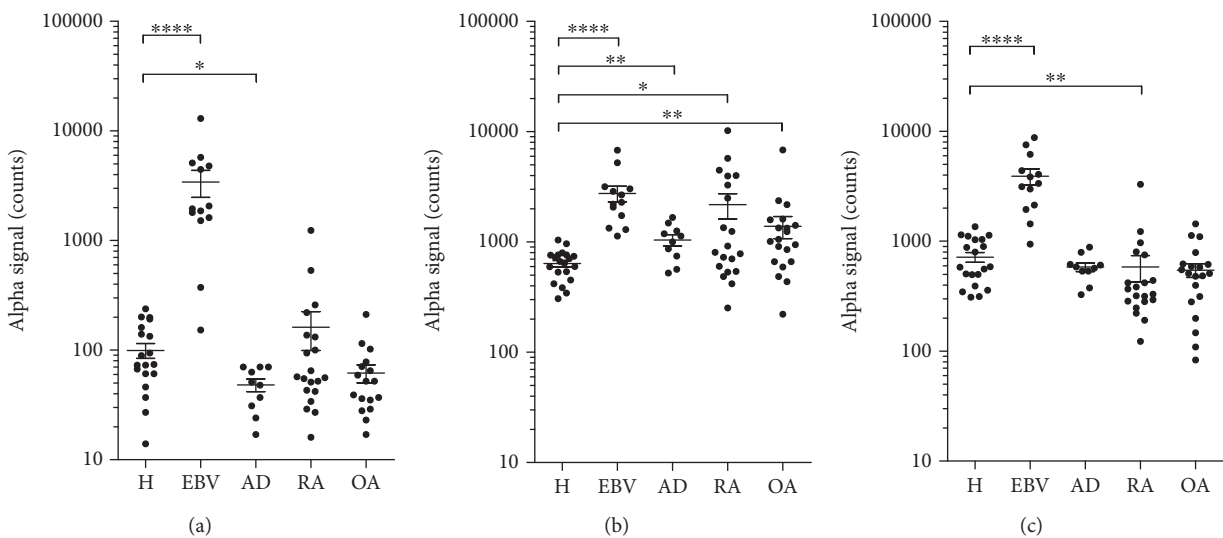 100000
10000
1000
100
10
Alpha signal (counts)
****
*
H EBV AD RA OA
(a)
100000
10000
1000
100
10
Alpha signal (counts)
****
**
*
**
H EBV AD RA OA
(b)
100000
10000
1000
100
10
Alpha signal (counts)
****
**
H EBV AD RA OA
(c)